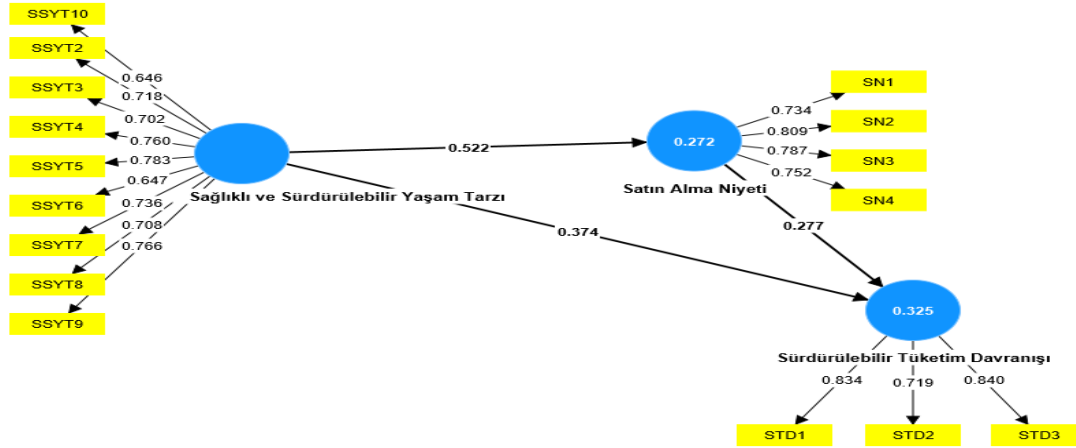 SSYT10
SSYT2
SSYT3
SSYT4
SSYT5
SSYT6
SSYT7
SSYT8
SSYT9
0.646
0.718
0.702
0.760
0.783
0.647
0.736
0.708
0.766
Sağlıklı ve Sürdürülebilir Yaşam Tarzı
0.522
0.374
0.272
Satın Alma Niyeti
0.734
0.809
0.787
0.752
SN1
SN2
SN3
SN4
0.277
0.325
Sürdürülebilir Tüketim Davranışı
0.834
0.719
0.840
STD1
STD2
STD3